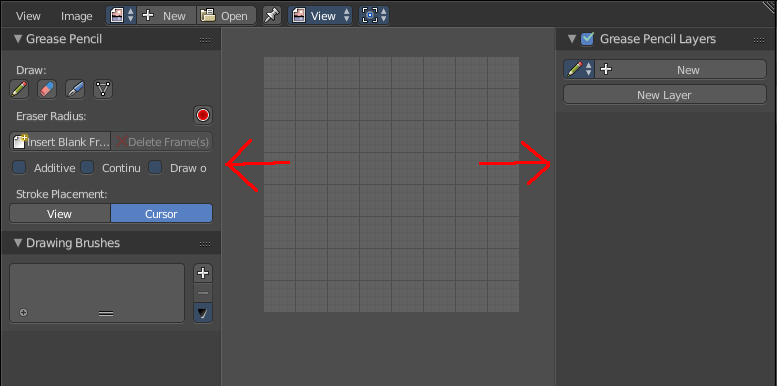 View Image New Open View
Grease Pencil
Draw:
Eraser Radius:
Insert Blank Fr... Delete Frame(s)
Additive Continu Draw o
Stroke Placement:
View Cursor
Drawing Brushes
Grease Pencil Layers
New
New Layer